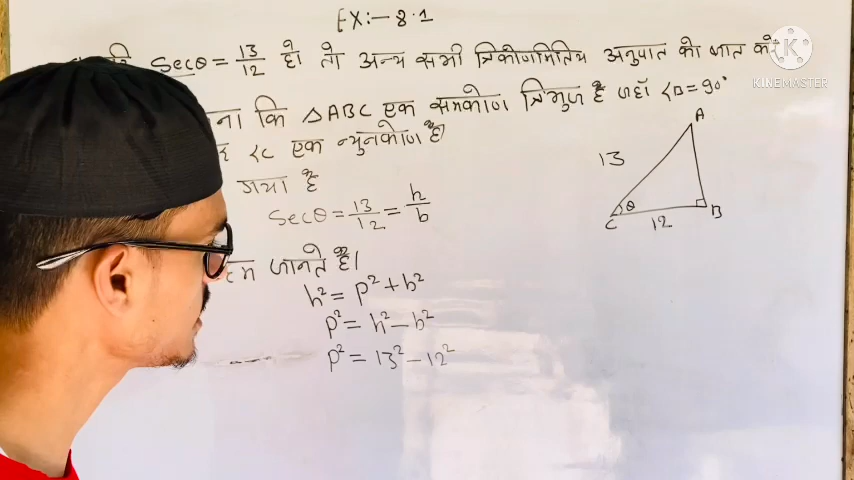 EX:- 8.1
secθ = 13/12 हो तो अन्य सभी त्रिकोणमितिय अनुपात को ज्ञात करें
KINEMASTER
कि △ABC एक समकोण त्रिभुज है जहाँ ∠B = 90°
∠C एक न्युनकोण है
गया है
secθ = 13/12 = h/b
हम जानते हैं।
h² = p² + b²
p² = h² - b²
p² = 13² - 12²
A
13
θ
C
12
B